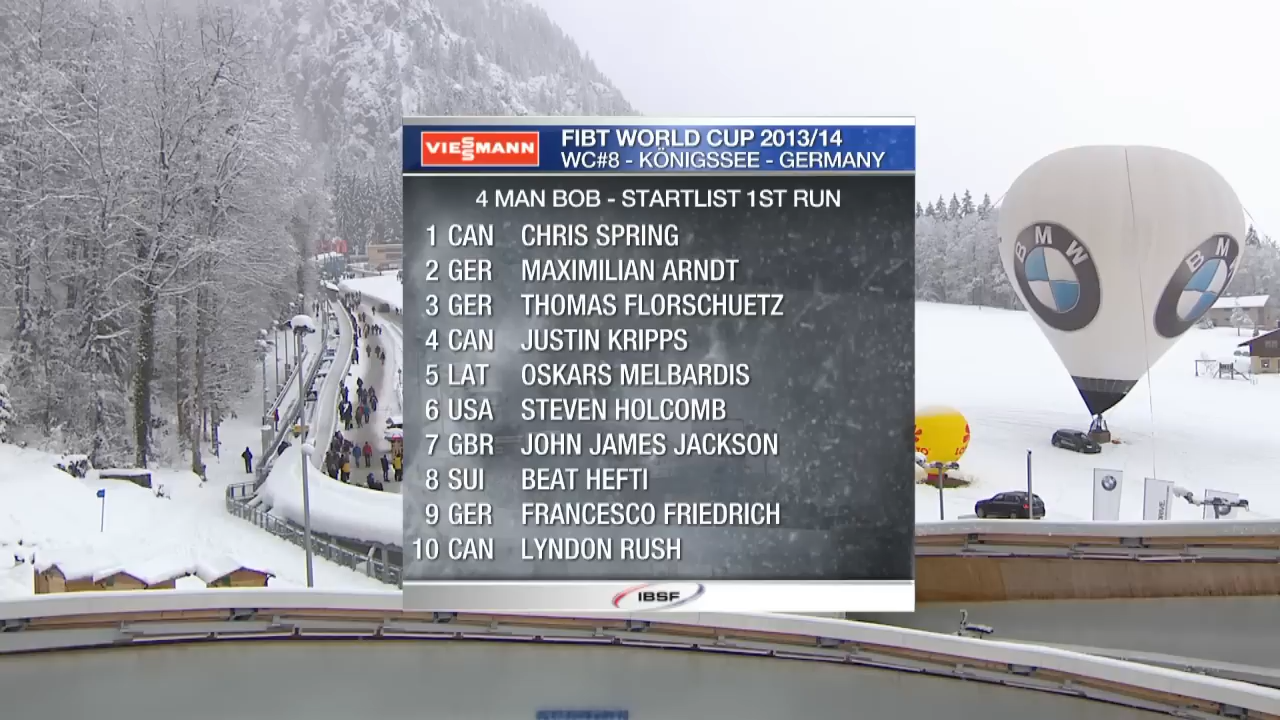 VIESSMANN
FIBT WORLD CUP 2013/14
WC#8 - KÖNIGSSEE - GERMANY
4 MAN BOB - STARTLIST 1ST RUN
1 CAN CHRIS SPRING
2 GER MAXIMILIAN ARNDT
3 GER THOMAS FLORSCHUETZ
4 CAN JUSTIN KRIPPS
5 LAT OSKARS MELBARDIS
6 USA STEVEN HOLCOMB
7 GBR JOHN JAMES JACKSON
8 SUI BEAT HEFTI
9 GER FRANCESCO FRIEDRICH
10 CAN LYNDON RUSH
IBSF
BMW
BMW